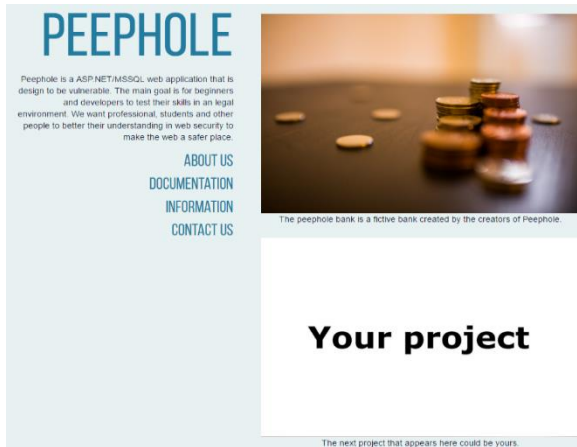 PEEPHOLE
Peephole is a ASP.NET/MSSQL web application that is
design to be vulnerable. The main goal is for beginners
and developers to test their skills in an legal
environment. We want professional, students and other
people to better their understanding in web security to
make the web a safer place.
ABOUT US
DOCUMENTATION
INFORMATION
CONTACT US
The peephole bank is a fictive bank created by the creators of Peephole.
Your project
The next project that appears here could be yours.